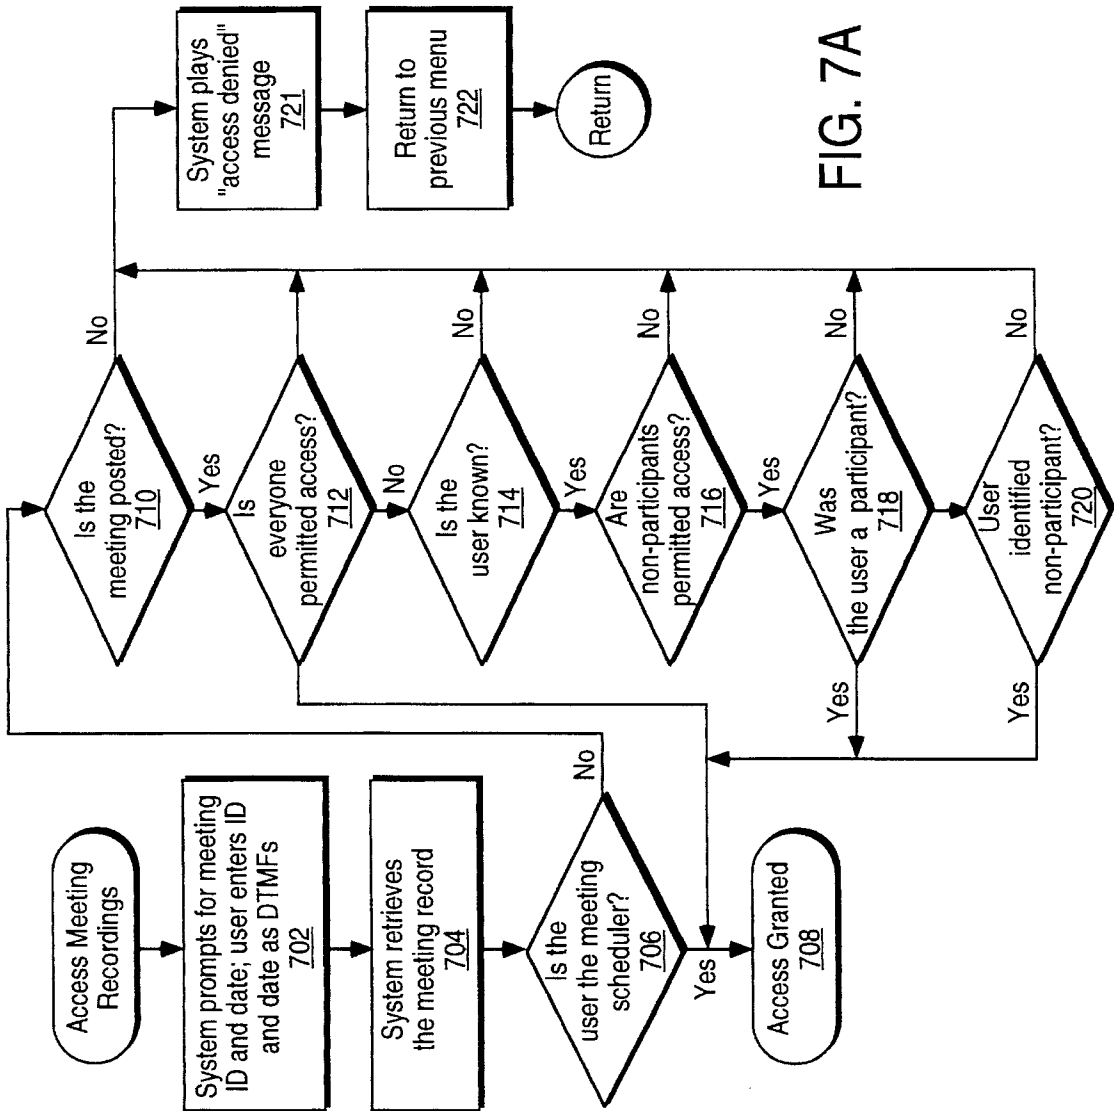 Access Meeting
Recordings
System prompts for meeting
ID and date; user enters ID
and date as DTMFs
702
System retrieves
the meeting record
704
Is the
user the meeting
scheduler?
706
No
Yes
Access Granted
708
Is the
meeting posted?
710
No
Yes
Is
everyone
permitted access?
712
No
Is the
user known?
714
No
Yes
Are
non-participants
permitted access?
716
No
Yes
Was
the user a participant?
718
No
Yes
User
identified
non-participant?
720
No
Yes
System plays
"access denied"
message
721
Return to
previous menu
722
Return
FIG. 7A